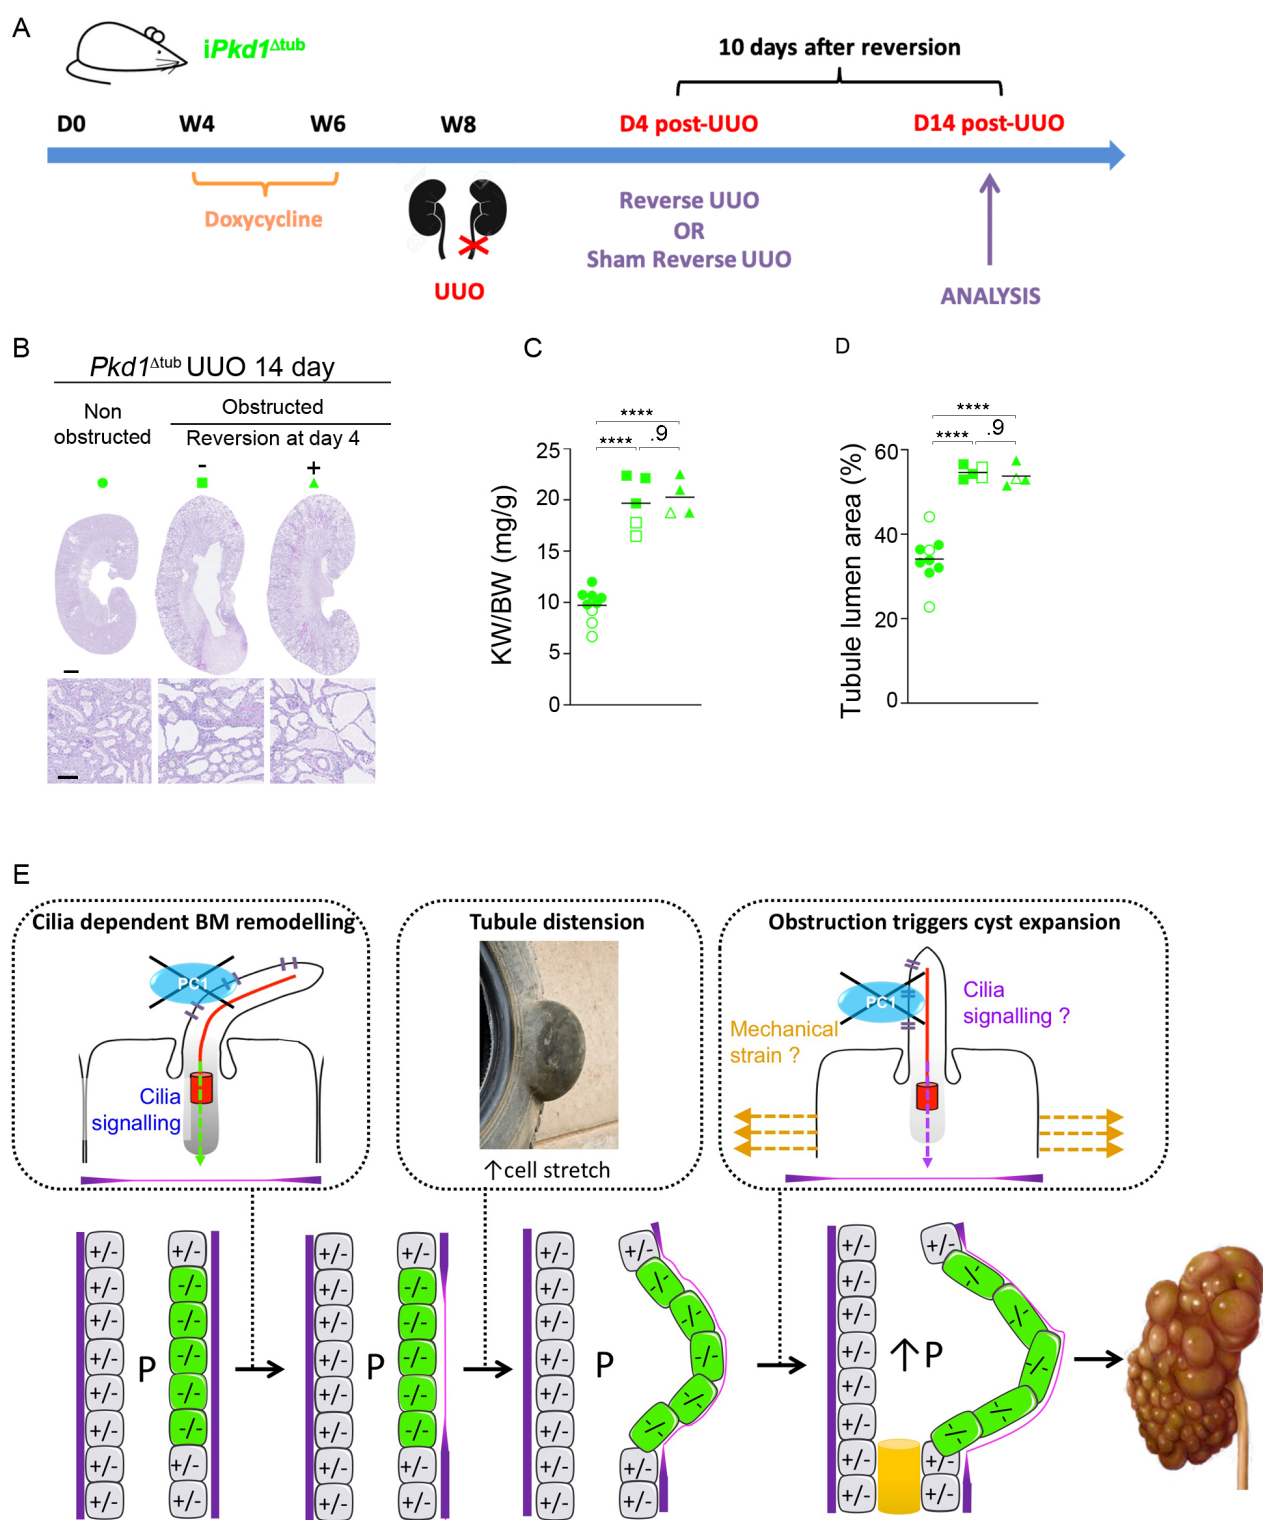 A
iPkd1Δtub
10 days after reversion
D0 W4 W6 W8 D4 post-UUO D14 post-UUO
Doxycycline
UUO
Reverse UUO
OR
Sham Reverse UUO
ANALYSIS
B
Pkd1Δtub UUO 14 day
Non
obstructed
Obstructed
Reversion at day 4
- +
C
**** 
**** .9
25
20
15
10
5
0
KW/BW (mg/g)
D
****
**** .9
60
40
20
0
Tubule lumen area (%)
E
Cilia dependent BM remodelling
PC1
Cilia
signalling
Tubule distension
↑cell stretch
Obstruction triggers cyst expansion
PC1
Cilia
signalling ?
Mechanical
strain ?
+/- +/- +/- +/- +/- +/-  +/- +/-
+/- -/- +/- -/- +/- -/- +/- -/-
+/- -/- +/- -/- +/- -/- +/- -/-
+/- P -/- +/- P -/- +/- P -/- +/- ↑P -/-
+/- -/- +/- -/- +/- -/- +/- -/-
+/- -/- +/- -/- +/- -/- +/- -/-
+/- +/- +/- +/- +/- +/- +/- +/-
+/- +/- +/- +/- +/- +/- +/- +/-